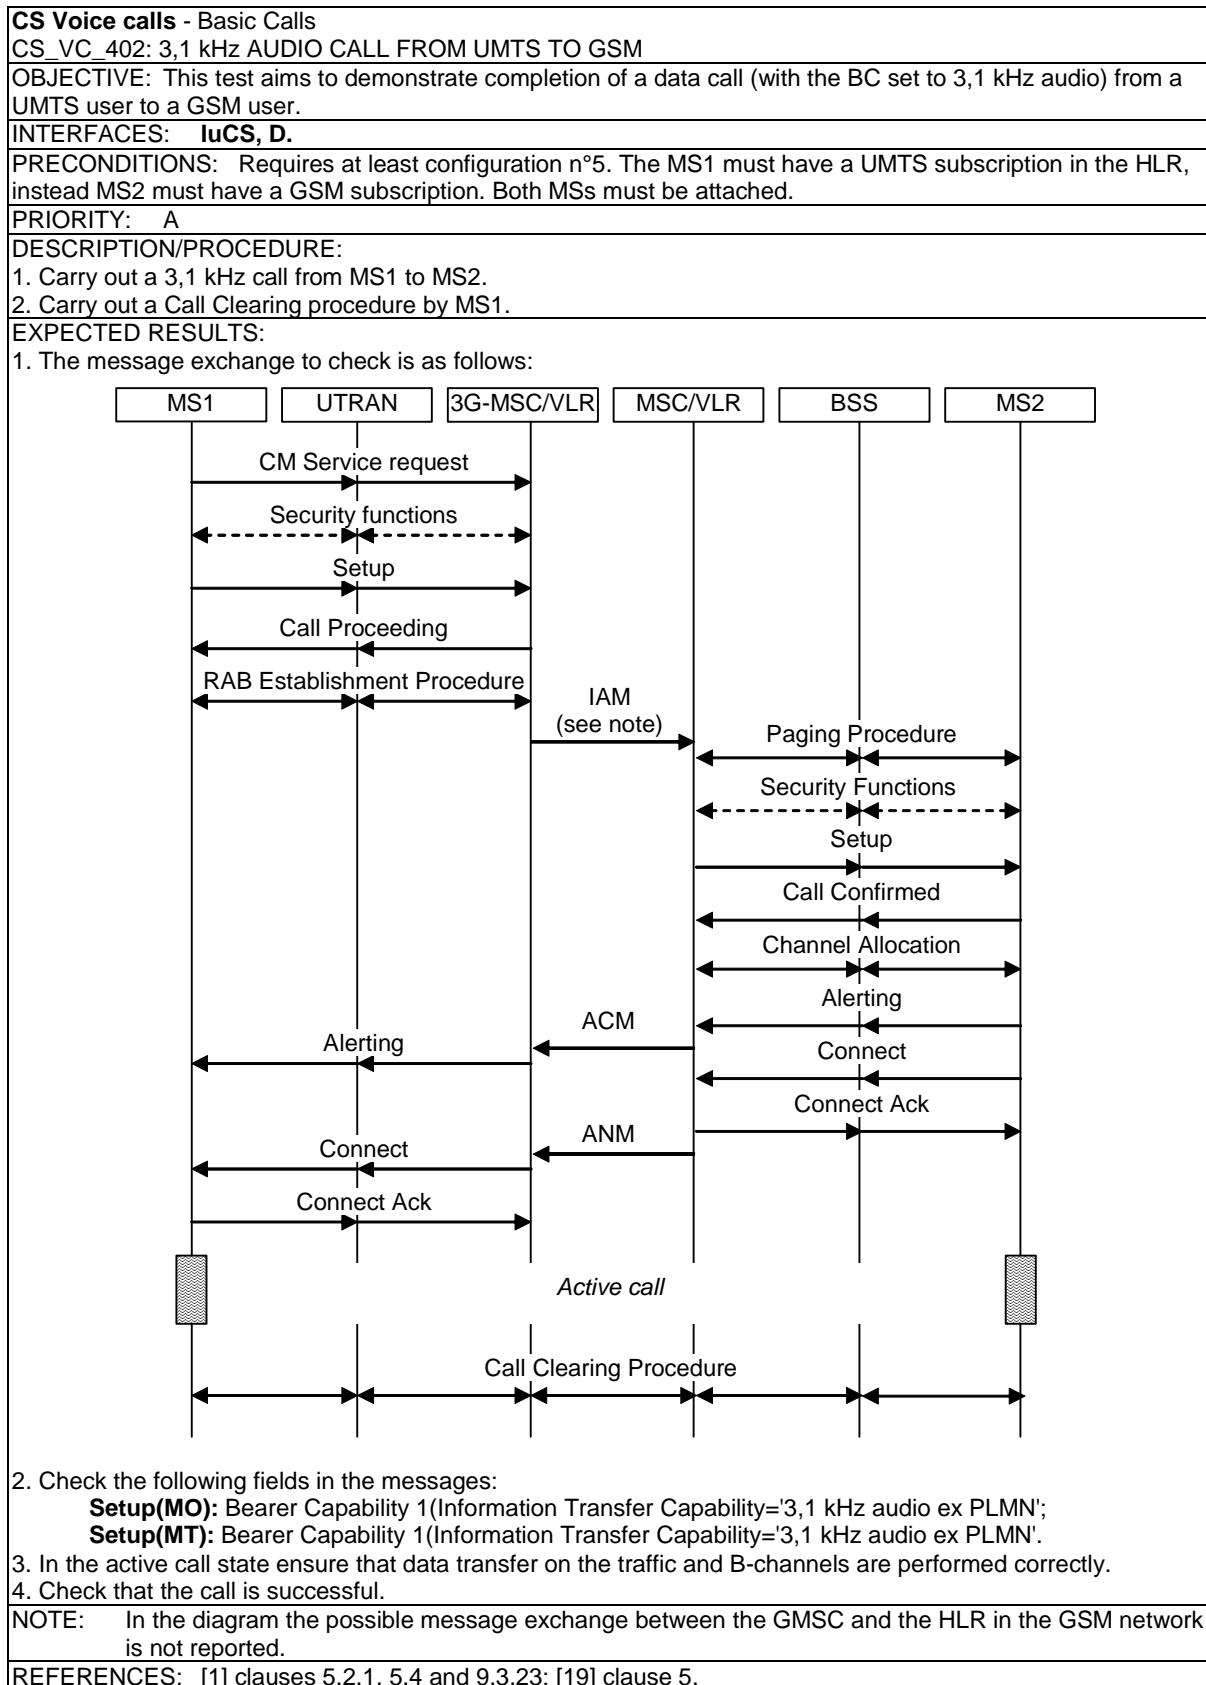 CS Voice calls - Basic Calls
CS_VC_402: 3,1 kHz AUDIO CALL FROM UMTS TO GSM
OBJECTIVE: This test aims to demonstrate completion of a data call (with the BC set to 3,1 kHz audio) from a
UMTS user to a GSM user.
INTERFACES: IuCS, D.
PRECONDITIONS: Requires at least configuration n°5. The MS1 must have a UMTS subscription in the HLR,
instead MS2 must have a GSM subscription. Both MSs must be attached.
PRIORITY: A
DESCRIPTION/PROCEDURE:
1. Carry out a 3,1 kHz call from MS1 to MS2.
2. Carry out a Call Clearing procedure by MS1.
EXPECTED RESULTS:
1. The message exchange to check is as follows:
MS1 UTRAN 3G-MSC/VLR MSC/VLR BSS MS2
CM Service request
Security functions
Setup
Call Proceeding
RAB Establishment Procedure
IAM
(see note)
Paging Procedure
Security Functions
Setup
Call Confirmed
Channel Allocation
Alerting
ACM
Alerting
Connect
Connect Ack
ANM
Connect
Connect Ack
Active call
Call Clearing Procedure
2. Check the following fields in the messages:
Setup(MO): Bearer Capability 1(Information Transfer Capability='3,1 kHz audio ex PLMN';
Setup(MT): Bearer Capability 1(Information Transfer Capability='3,1 kHz audio ex PLMN'.
3. In the active call state ensure that data transfer on the traffic and B-channels are performed correctly.
4. Check that the call is successful.
NOTE: In the diagram the possible message exchange between the GMSC and the HLR in the GSM network
is not reported.
REFERENCES: [1] clauses 5.2.1, 5.4 and 9.3.23; [19] clause 5.